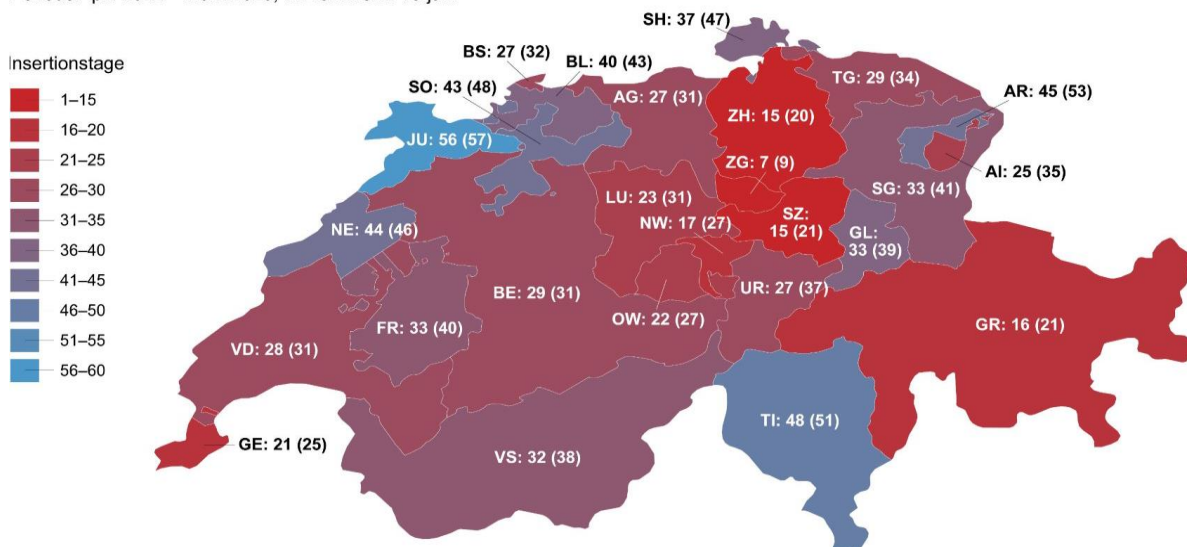 SH: 37 (47)
BS: 27 (32)
BL: 40 (43)
Insertionstage
SO: 43 (48)
TG: 29 (34)
AG: 27 (31)
AR: 45 (53)
1–15
16–20
21–25
26–30
31–35
36–40
41–45
46–50
51–55
56–60
ZH: 15 (20)
JU: 56 (57)
ZG: 7 (9)
AI: 25 (35)
LU: 23 (31)
SG: 33 (41)
NW: 17 (27)
SZ:
15 (21)
NE: 44 (46)
GL:
33 (39)
UR: 27 (37)
BE: 29 (31)
OW: 22 (27)
FR: 33 (40)
GR: 16 (21)
VD: 28 (31)
TI: 48 (51)
GE: 21 (25)
VS: 32 (38)